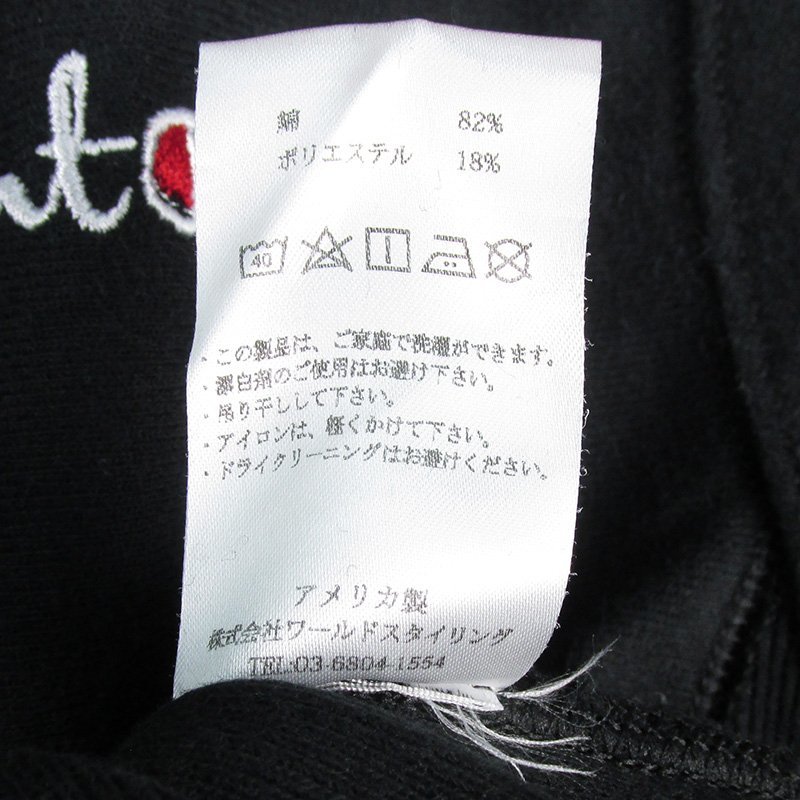 nto
綿 82%
ポリエステル 18%
40
・この製品は、ご家庭で洗濯ができます。
・漂白剤のご使用はお避け下さい。
・吊り干しして下さい。
・アイロンは、軽くかけて下さい。
・ドライクリーニングはお避けください。
アメリカ製
株式会社ワールドスタイリング
TEL:03-6804-1554